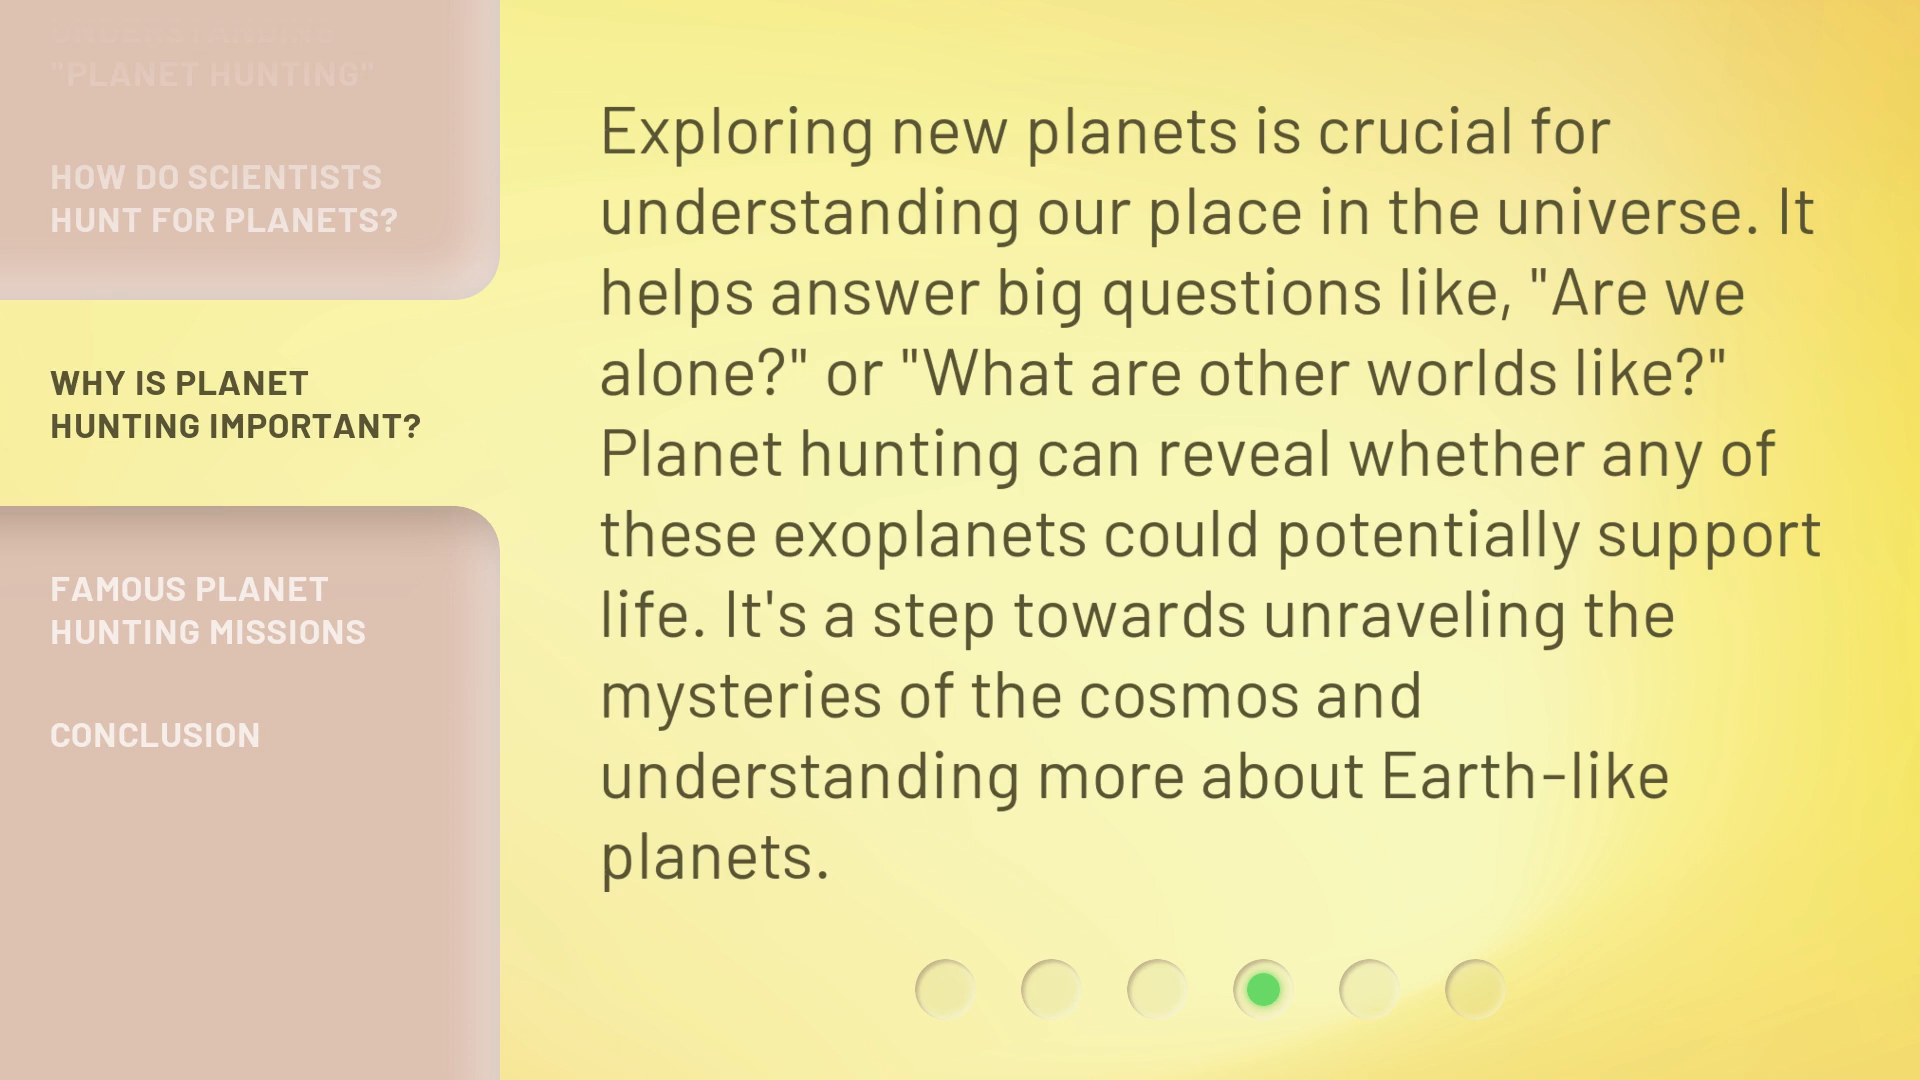 UNDERSTANDING
"PLANET HUNTING"
HOW DO SCIENTISTS
HUNT FOR PLANETS?
WHY IS PLANET
HUNTING IMPORTANT?
FAMOUS PLANET
HUNTING MISSIONS
CONCLUSION
Exploring new planets is crucial for
understanding our place in the universe. It
helps answer big questions like, "Are we
alone?" or "What are other worlds like?"
Planet hunting can reveal whether any of
these exoplanets could potentially support
life. It's a step towards unraveling the
mysteries of the cosmos and
understanding more about Earth-like
planets.